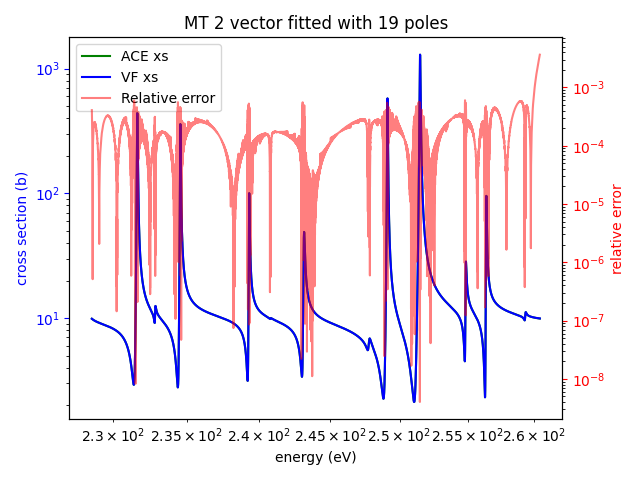 MT 2 vector fitted with 19 poles
ACE xs
VF xs
Relative error
cross section (b)
10³
10²
10¹
relative error
10⁻³
10⁻⁴
10⁻⁵
10⁻⁶
10⁻⁷
10⁻⁸
2.3 × 10² 2.35 × 10² 2.4 × 10² 2.45 × 10² 2.5 × 10² 2.55 × 10² 2.6 × 10²
energy (eV)